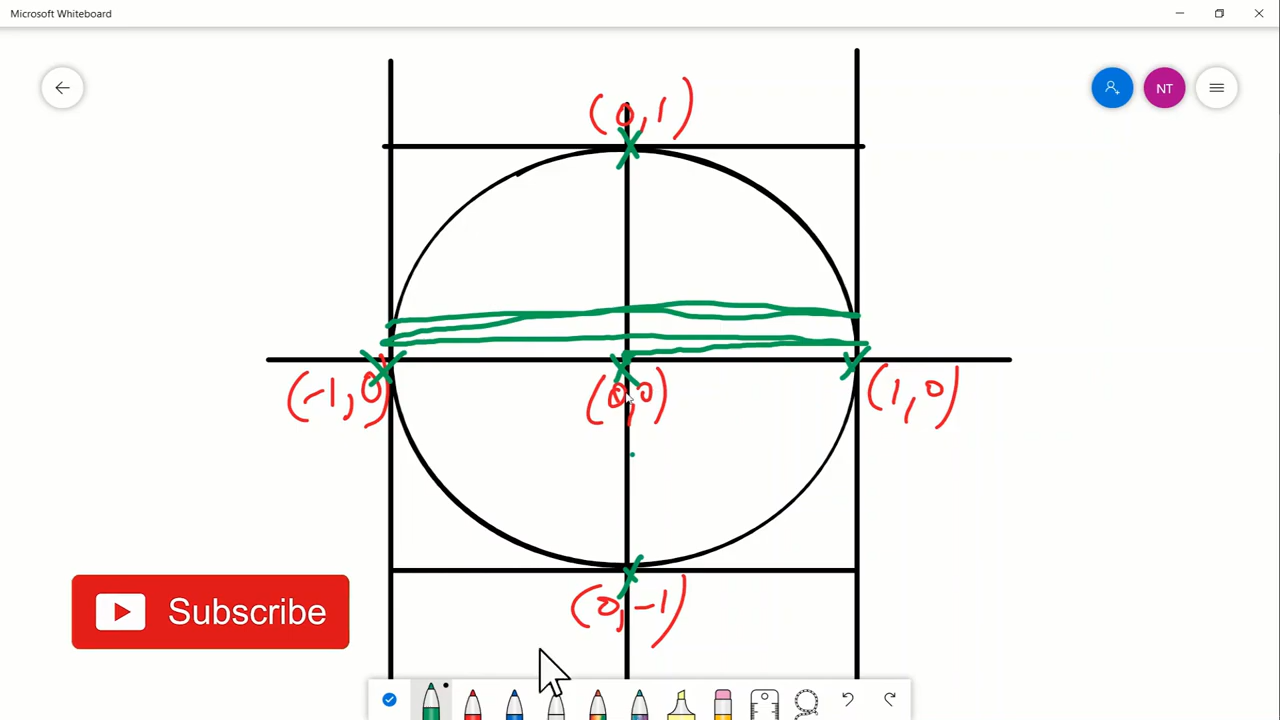 Microsoft Whiteboard
NT
(0,1)
(-1,0)
(0,0)
(1,0)
(0,-1)
Subscribe